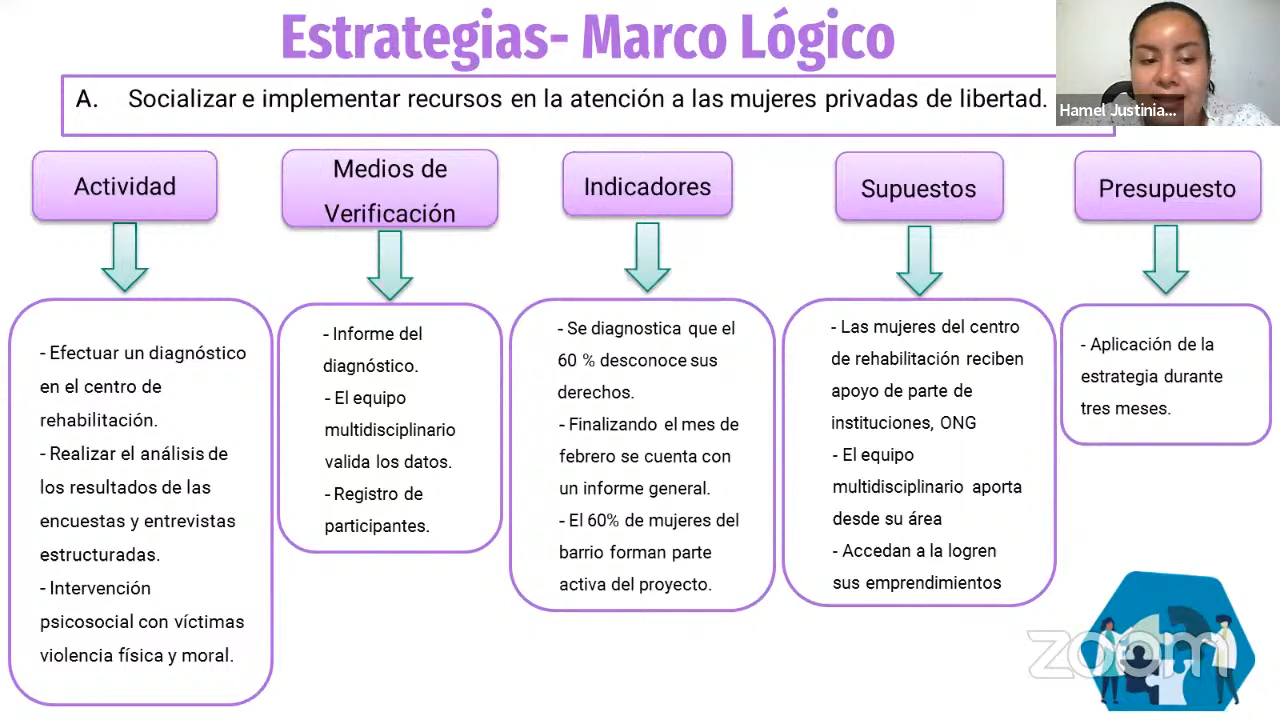 Estrategias- Marco Lógico
A. Socializar e implementar recursos en la atención a las mujeres privadas de libertad.
Hamel Justinia...
Actividad
Medios de
Verificación
Indicadores
Supuestos
Presupuesto
- Efectuar un diagnóstico
en el centro de
rehabilitación.
- Realizar el análisis de
los resultados de las
encuestas y entrevistas
estructuradas.
- Intervención
psicosocial con víctimas
violencia física y moral.
- Informe del
diagnóstico.
- El equipo
multidisciplinario
valida los datos.
- Registro de
participantes.
- Se diagnostica que el
60 % desconoce sus
derechos.
- Finalizando el mes de
febrero se cuenta con
un informe general.
- El 60% de mujeres del
barrio forman parte
activa del proyecto.
- Las mujeres del centro
de rehabilitación reciben
apoyo de parte de
instituciones, ONG
- El equipo
multidisciplinario aporta
desde su área
- Accedan a la logren
sus emprendimientos
- Aplicación de la
estrategia durante
tres meses.
zoom